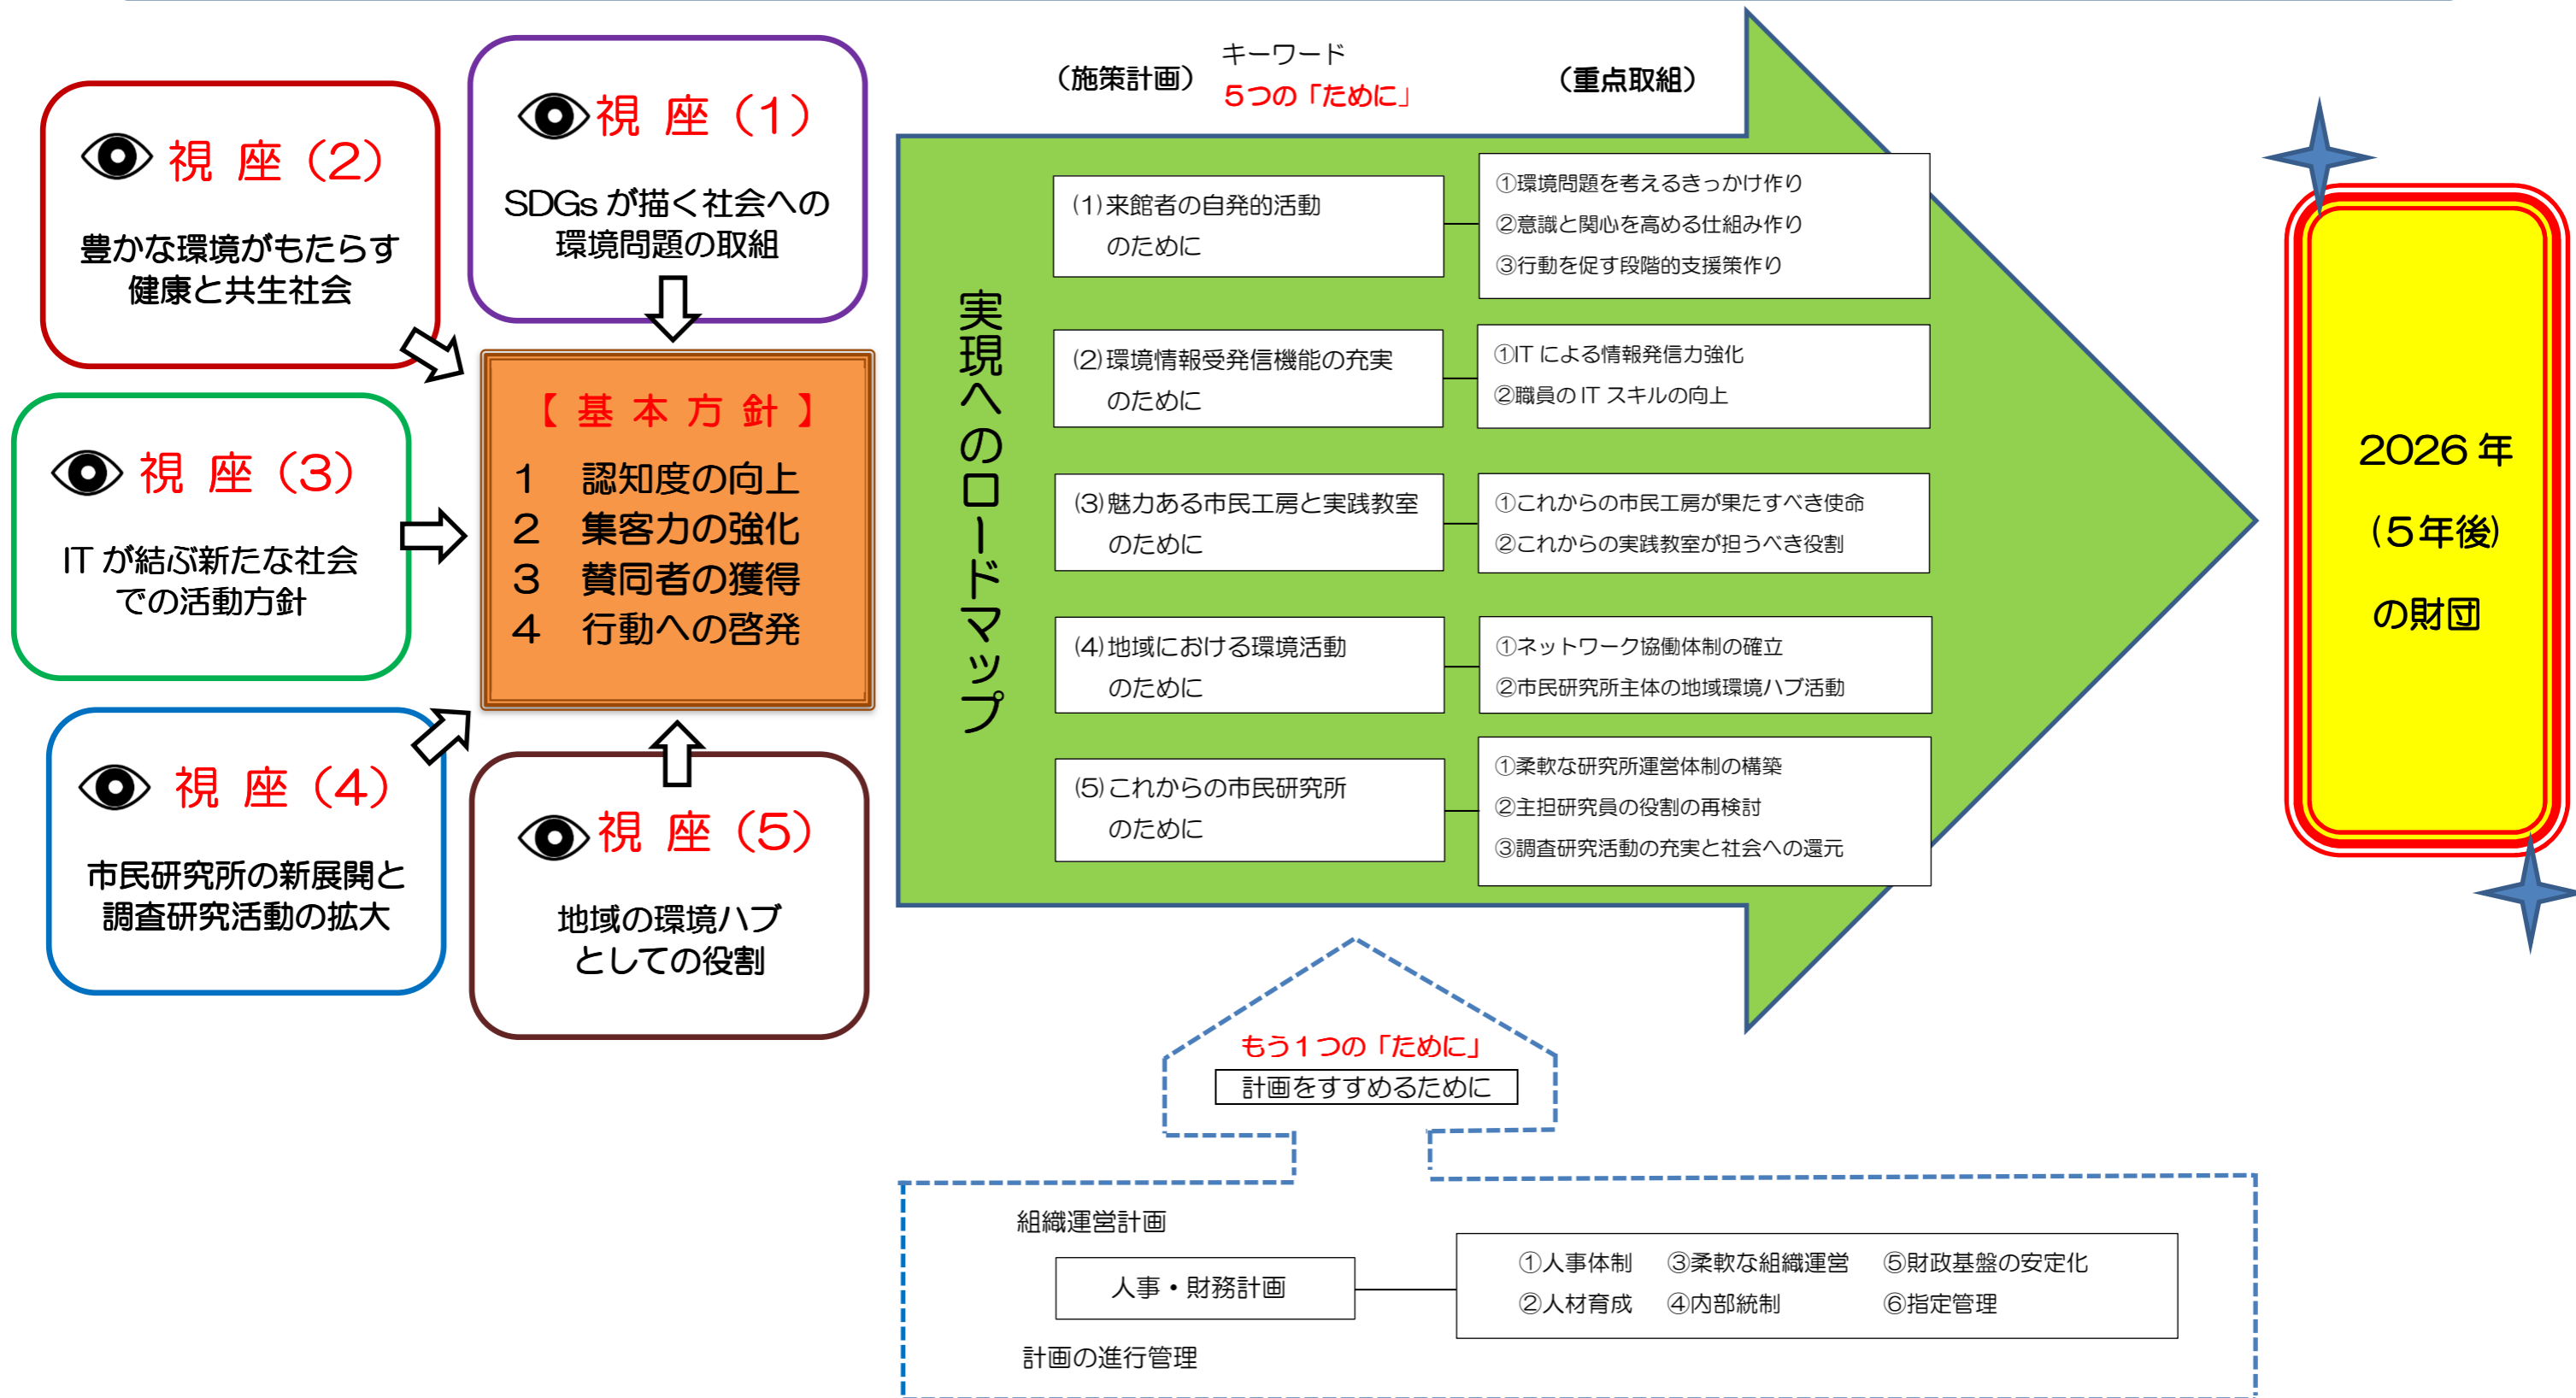 視 座（1）
SDGs が描く社会への
環境問題の取組
視 座（2）
豊かな環境がもたらす
健康と共生社会
視 座（3）
IT が結ぶ新たな社会
での活動方針
視 座（4）
市民研究所の新展開と
調査研究活動の拡大
視 座（5）
地域の環境ハブ
としての役割
【 基 本 方 針 】
1　認知度の向上
2　集客力の強化
3　賛同者の獲得
4　行動への啓発
（施策計画）
キーワード
5つの「ために」
（重点取組）
実現へのロードマップ
(1)来館者の自発的活動
のために
①環境問題を考えるきっかけ作り
②意識と関心を高める仕組み作り
③行動を促す段階的支援策作り
(2)環境情報受発信機能の充実
のために
①IT による情報発信力強化
②職員の IT スキルの向上
(3)魅力ある市民工房と実践教室
のために
①これからの市民工房が果たすべき使命
②これからの実践教室が担うべき役割
(4)地域における環境活動
のために
①ネットワーク協働体制の確立
②市民研究所主体の地域環境ハブ活動
(5)これからの市民研究所
のために
①柔軟な研究所運営体制の構築
②主担研究員の役割の再検討
③調査研究活動の充実と社会への還元
2026 年
(5年後)
の財団
もう1つの「ために」
計画をすすめるために
組織運営計画
人事・財務計画
①人事体制　③柔軟な組織運営　⑤財政基盤の安定化
②人材育成　④内部統制　⑥指定管理
計画の進行管理